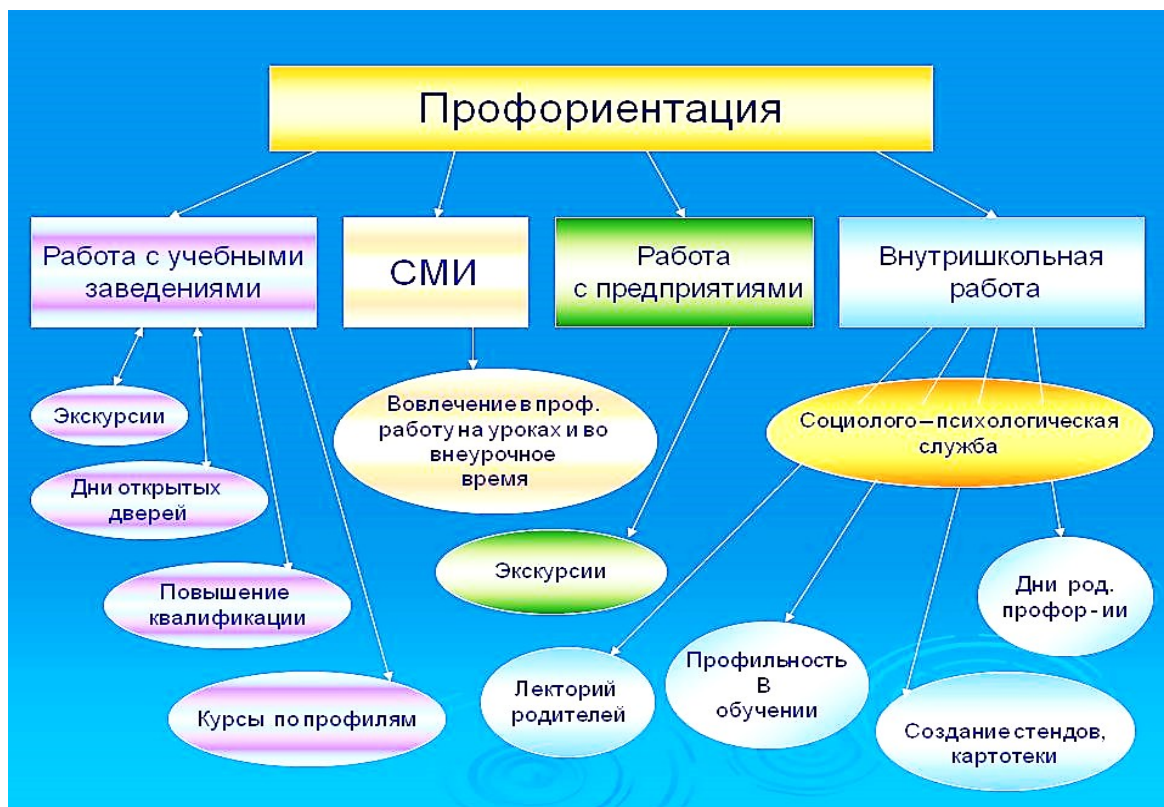 Профориентация
Работа с учебными
заведениями
СМИ
Работа
с предприятиями
Внутришкольная
работа
Экскурсии
Дни открытых
дверей
Повышение
квалификации
Курсы по профилям
Вовлечение в проф.
работу на уроках и во
внеурочное
время
Экскурсии
Социолого–психологическая
служба
Лекторий
родителей
Профильность
В
обучении
Создание стендов,
картотеки
Дни род.
профор-ии